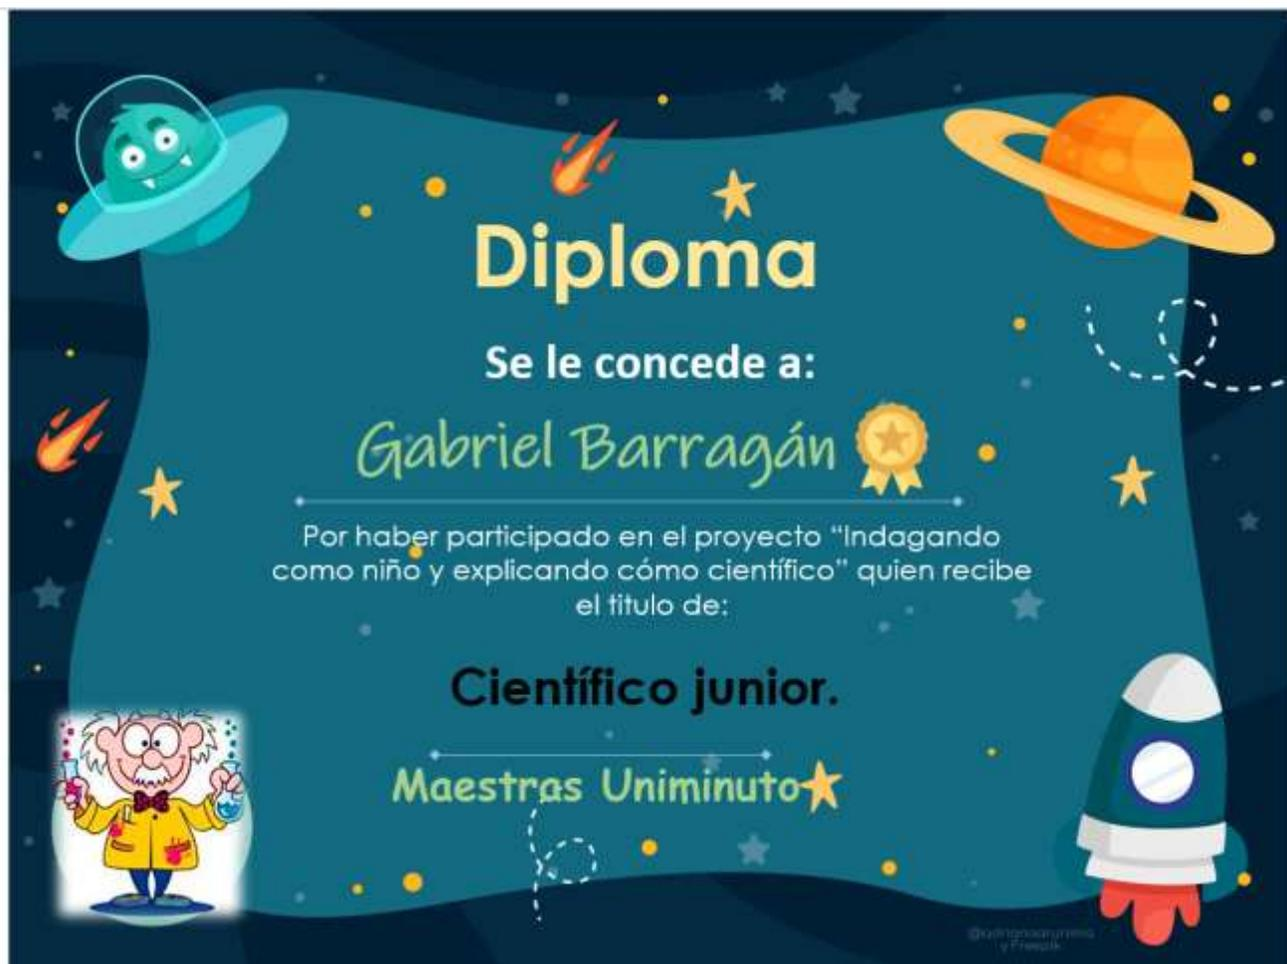 Diploma
Se le concede a:
Gabriel Barragán
Por haber participado en el proyecto “Indagando
como niño y explicando cómo científico” quien recibe
el titulo de:
Científico junior.
Maestras Uniminuto
y Freepik